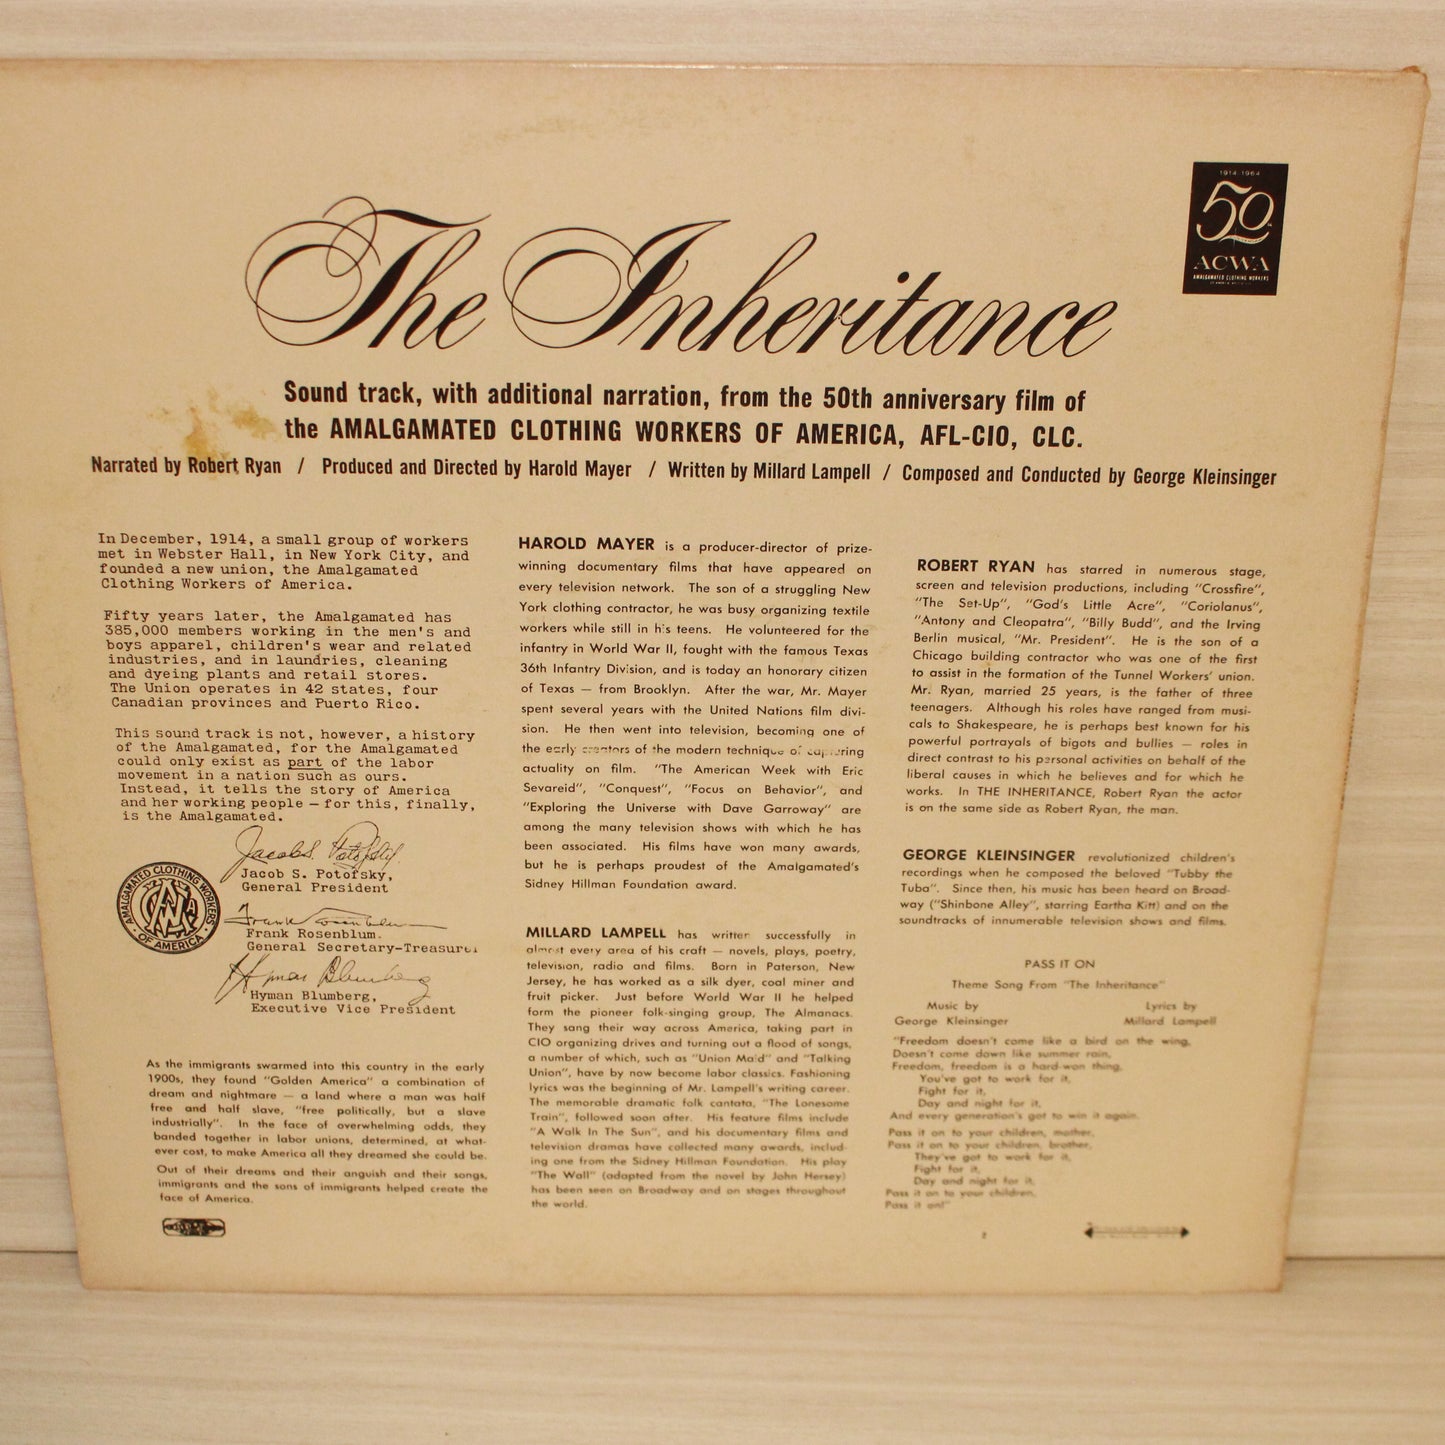 1914-1964
50th
ACWA
AMALGAMATED CLOTHING WORKERS
The Inheritance
Sound track, with additional narration, from the 50th anniversary film of
the AMALGAMATED CLOTHING WORKERS OF AMERICA, AFL-CIO, CLC.
Narrated by Robert Ryan / Produced and Directed by Harold Mayer / Written by Millard Lampell / Composed and Conducted by George Kleinsinger
In December, 1914, a small group of workers
met in Webster Hall, in New York City, and
founded a new union, the Amalgamated
Clothing Workers of America.
Fifty years later, the Amalgamated has
385,000 members working in the men's and
boys apparel, children's wear and related
industries, and in laundries, cleaning
and dyeing plants and retail stores.
The Union operates in 42 states, four
Canadian provinces and Puerto Rico.
This sound track is not, however, a history
of the Amalgamated, for the Amalgamated
could only exist as part of the labor
movement in a nation such as ours.
Instead, it tells the story of America
and her working people — for this, finally,
is the Amalgamated.
Jacob S. Potofsky
Jacob S. Potofsky,
General President
AMALGAMATED CLOTHING WORKERS
OF AMERICA
Frank Rosenblum
Frank Rosenblum.
General Secretary-Treasurer
Hyman Blumberg
Hyman Blumberg,
Executive Vice President
As the immigrants swarmed into this country in the early
1900s, they found "Golden America" a combination of
dream and nightmare — a land where a man was half
free and half slave, "free politically, but a slave
industrially". In the face of overwhelming odds, they
banded together in labor unions, determined, at what-
ever cost, to make America all they dreamed she could be.
Out of their dreams and their anguish and their songs,
immigrants and the sons of immigrants helped create the
face of America.
HAROLD MAYER is a producer-director of prize-
winning documentary films that have appeared on
every television network. The son of a struggling New
York clothing contractor, he was busy organizing textile
workers while still in his teens. He volunteered for the
infantry in World War II, fought with the famous Texas
36th Infantry Division, and is today an honorary citizen
of Texas — from Brooklyn. After the war, Mr. Mayer
spent several years with the United Nations film divi-
sion. He then went into television, becoming one of
the early creators of the modern technique of capturing
actuality on film. "The American Week with Eric
Sevareid", "Conquest", "Focus on Behavior", and
"Exploring the Universe with Dave Garroway" are
among the many television shows with which he has
been associated. His films have won many awards,
but he is perhaps proudest of the Amalgamated's
Sidney Hillman Foundation award.
MILLARD LAMPELL has written successfully in
almost every area of his craft — novels, plays, poetry,
television, radio and films. Born in Paterson, New
Jersey, he has worked as a silk dyer, coal miner and
fruit picker. Just before World War II he helped
form the pioneer folk-singing group, The Almanacs.
They sang their way across America, taking part in
CIO organizing drives and turning out a flood of songs,
a number of which, such as "Union Maid" and "Talking
Union", have by now become labor classics. Fashioning
lyrics was the beginning of Mr. Lampell's writing career.
The memorable dramatic folk cantata, "The Lonesome
Train", followed soon after. His feature films include
"A Walk In The Sun", and his documentary films and
television dramas have collected many awards, includ-
ing one from the Sidney Hillman Foundation. His play
"The Wall" (adapted from the novel by John Hersey)
has been seen on Broadway and on stages throughout
the world.
ROBERT RYAN has starred in numerous stage,
screen and television productions, including "Crossfire",
"The Set-Up", "God's Little Acre", "Coriolanus",
"Antony and Cleopatra", "Billy Budd", and the Irving
Berlin musical, "Mr. President". He is the son of a
Chicago building contractor who was one of the first
to assist in the formation of the Tunnel Workers' union.
Mr. Ryan, married 25 years, is the father of three
teenagers. Although his roles have ranged from musi-
cals to Shakespeare, he is perhaps best known for his
powerful portrayals of bigots and bullies — roles in
direct contrast to his personal activities on behalf of the
liberal causes in which he believes and for which he
works. In THE INHERITANCE, Robert Ryan the actor
is on the same side as Robert Ryan, the man.
GEORGE KLEINSINGER revolutionized children's
recordings when he composed the beloved "Tubby the
Tuba". Since then, his music has been heard on Broad-
way ("Shinbone Alley", starring Eartha Kitt) and on the
soundtracks of innumerable television shows and films.
PASS IT ON
Theme Song From "The Inheritance"
Music by Lyrics by
George Kleinsinger Millard Lampell
"Freedom doesn't come like a bird on the wing,
Doesn't come down like summer rain,
Freedom, freedom is a hard-won thing,
You've got to work for it,
Fight for it,
Day and night for it,
And every generation's got to win it again.
Pass it on to your children, mother,
Pass it on to your children, brother,
They've got to work for it,
Fight for it,
Day and night for it,
Pass it on to your children,
Pass it on!"